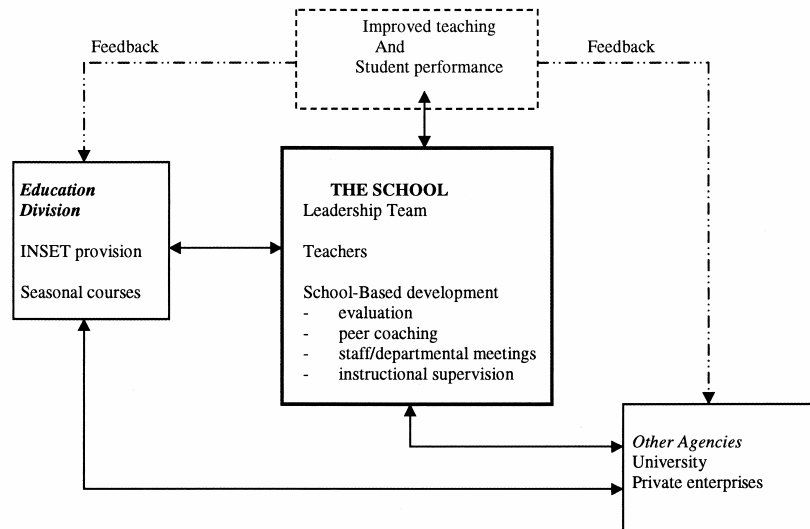 Improved teaching
And
Student performance
Feedback
Feedback
Education
Division
INSET provision
Seasonal courses
THE SCHOOL
Leadership Team
Teachers
School-Based development
- evaluation
- peer coaching
- staff/departmental meetings
- instructional supervision
Other Agencies
University
Private enterprises